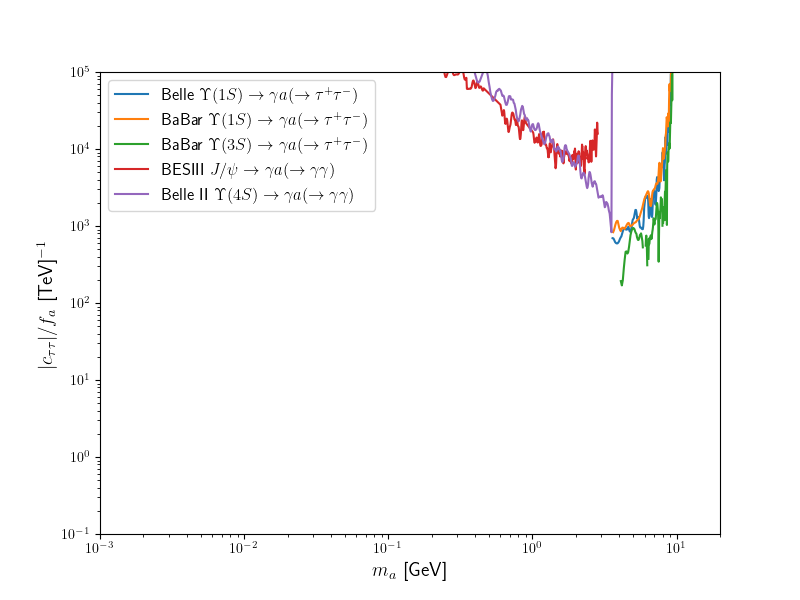 Belle Υ(1S) → γa(→ τ⁺τ⁻)
BaBar Υ(1S) → γa(→ τ⁺τ⁻)
BaBar Υ(3S) → γa(→ τ⁺τ⁻)
BESIII J/ψ → γa(→ γγ)
Belle II Υ(4S) → γa(→ γγ)
|c_ττ|/f_a [TeV]⁻¹
10⁵
10⁴
10³
10²
10¹
10⁰
10⁻¹
10⁻³ 10⁻² 10⁻¹ 10⁰ 10¹
m_a [GeV]